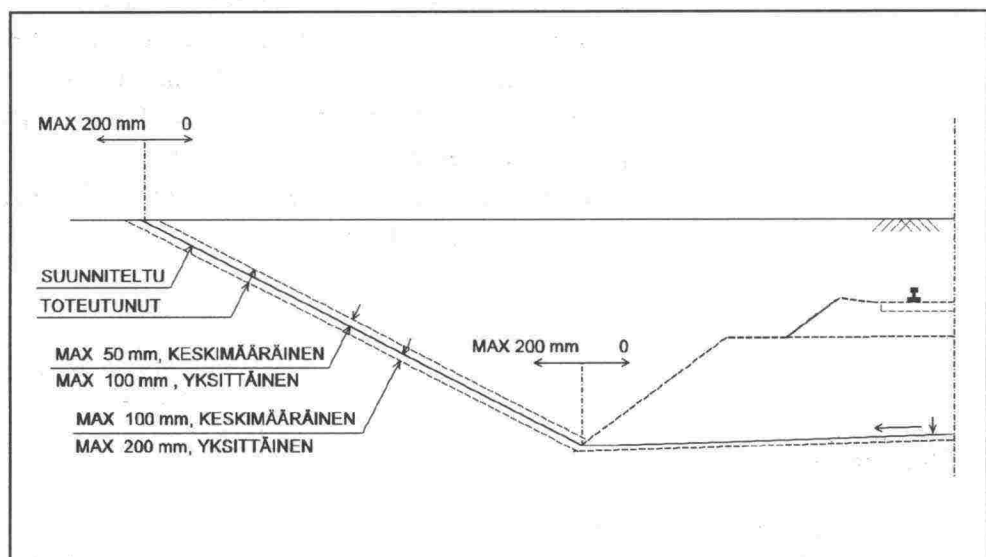 MAX 200 mm 0
SUUNNITELTU
TOTEUTUNUT
MAX 50 mm, KESKIMÄÄRÄINEN
MAX 100 mm , YKSITTÄINEN
MAX 200 mm 0
MAX 100 mm, KESKIMÄÄRÄINEN
MAX 200 mm, YKSITTÄINEN